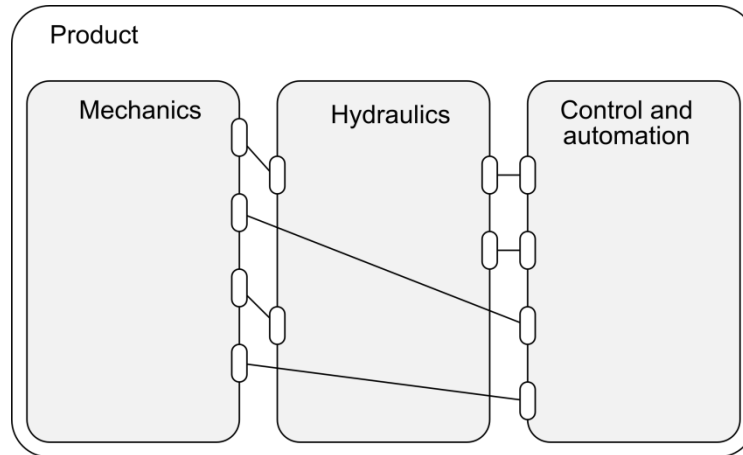 Product
Mechanics
Hydraulics
Control and
automation